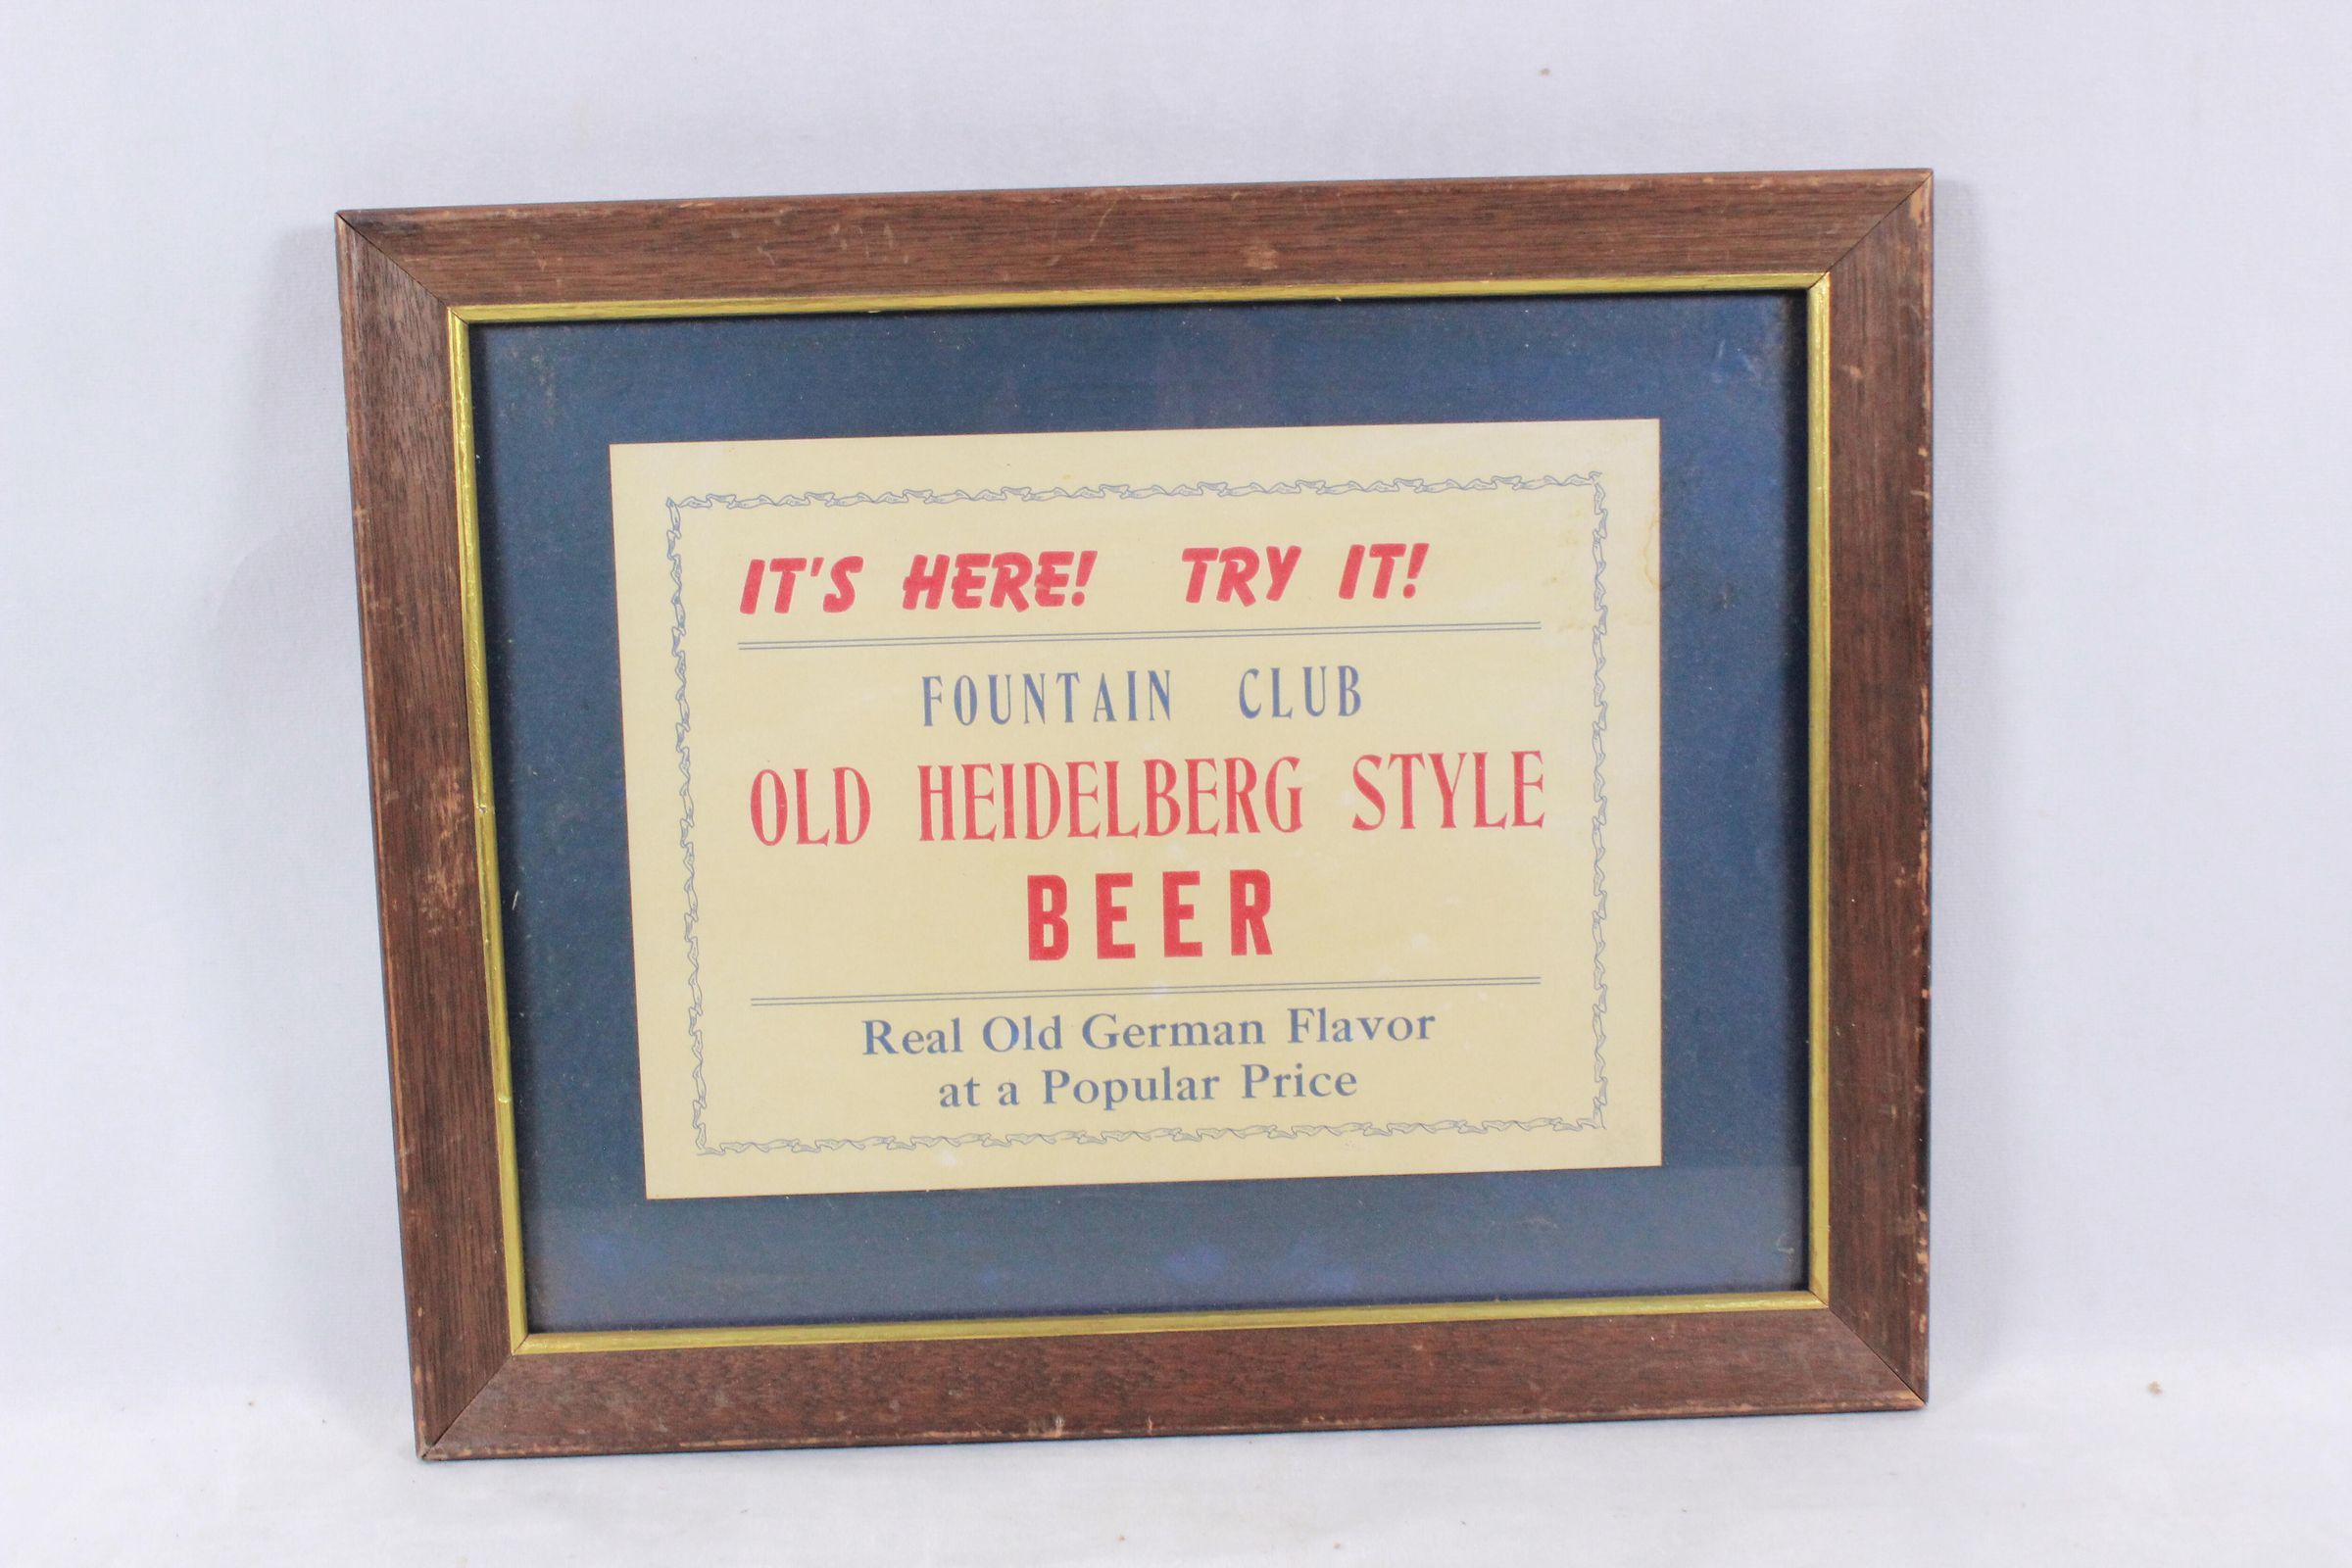 IT'S HERE! TRY IT!
FOUNTAIN CLUB
OLD HEIDELBERG STYLE
BEER
Real Old German Flavor
at a Popular Price